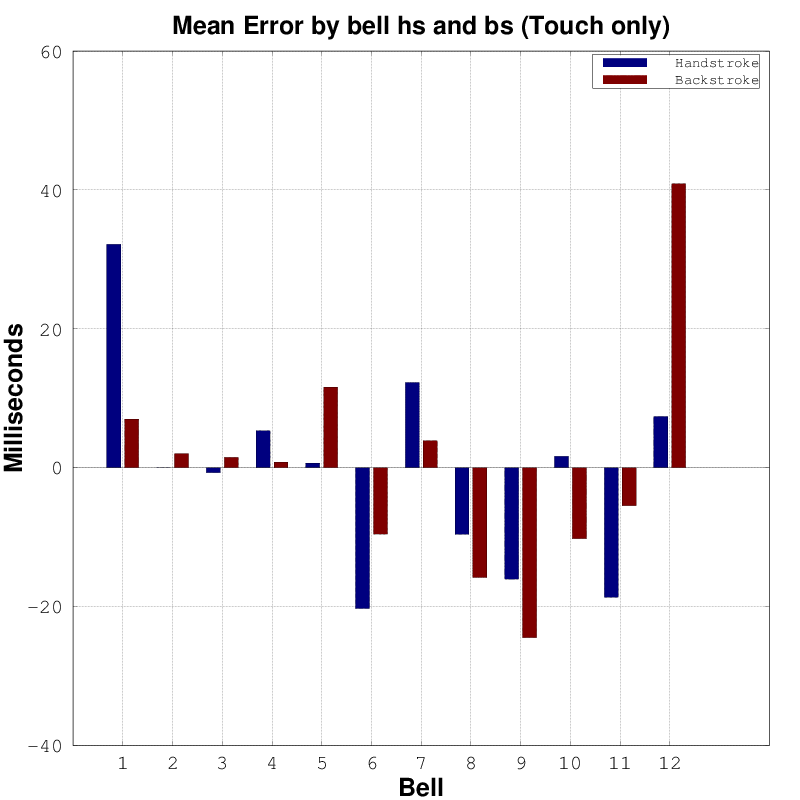 Mean Error by bell hs and bs (Touch only)
Handstroke
Backstroke
60
40
20
0
-20
-40
Milliseconds
1 2 3 4 5 6 7 8 9 10 11 12
Bell